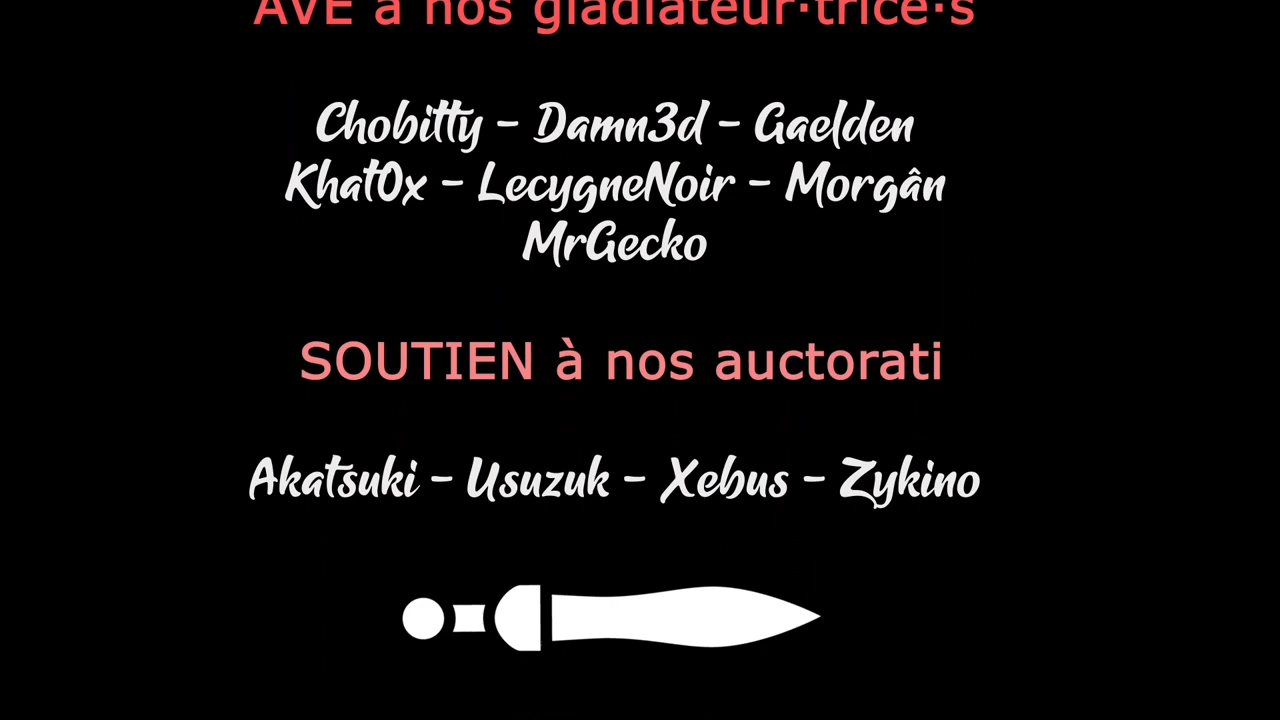 AVE à nos gladiateur·trice·s
Chobitty - Damn3d - Gaelden
Khat0x - LecygneNoir - Morgân
MrGecko
SOUTIEN à nos auctorati
Akatsuki - Usuzuk - Xebus - Zykino